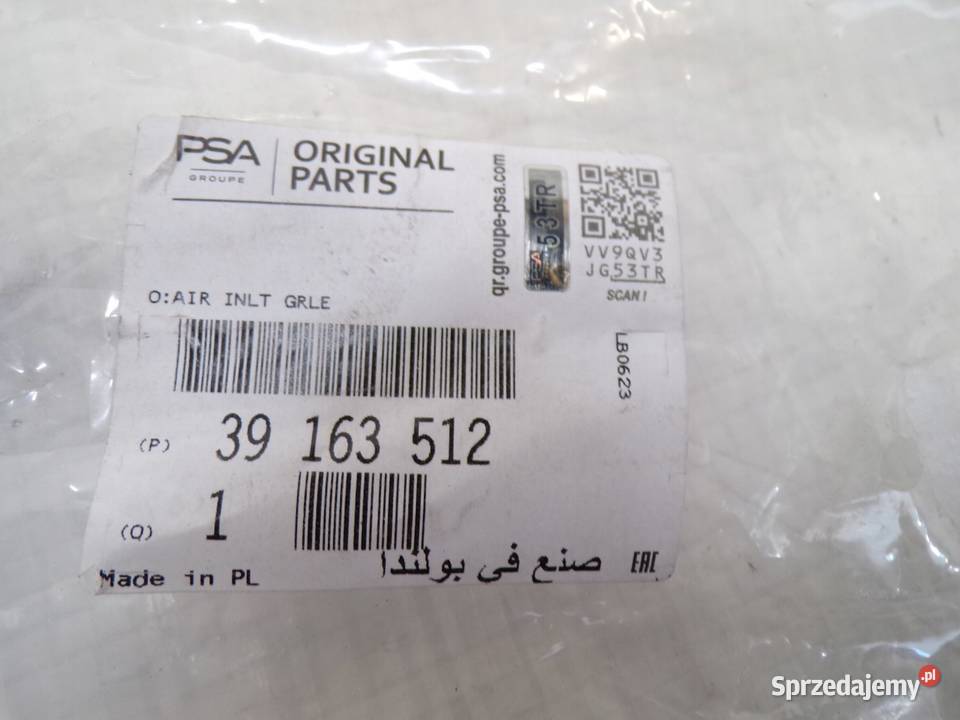 PSA
GROUPE
ORIGINAL
PARTS
qr.groupe-psa.com
53TR
VV9QV3
JG53TR
SCAN!
O:AIR INLT GRLE
LB0623
(P) 39 163 512
(Q) 1
Made in PL
صنع في بولندا
EAC
Sprzedajemy.pl